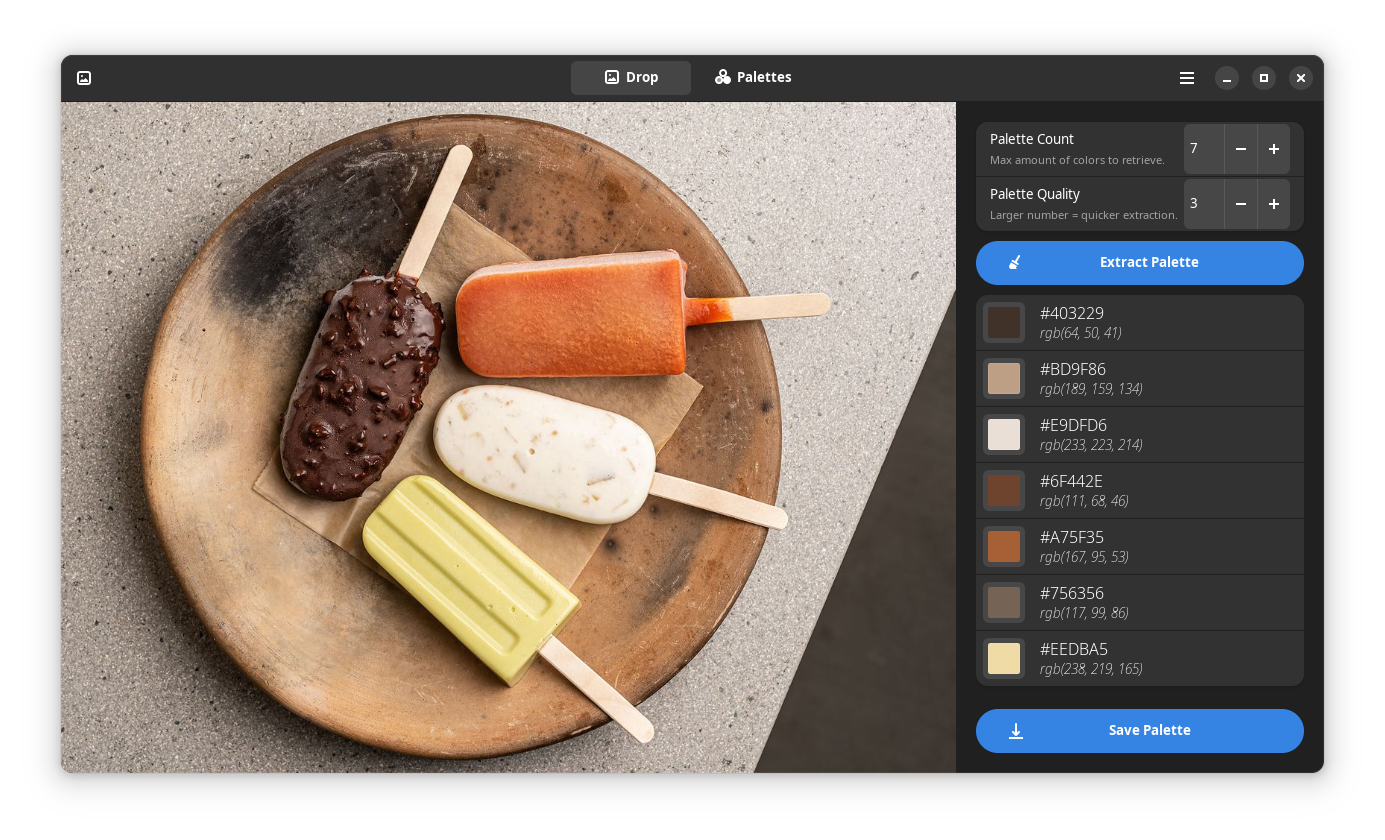 Drop
Palettes
Palette Count
Max amount of colors to retrieve.
7
Palette Quality
Larger number = quicker extraction.
3
Extract Palette
#403229
rgb(64, 50, 41)
#BD9F86
rgb(189, 159, 134)
#E9DFD6
rgb(233, 223, 214)
#6F442E
rgb(111, 68, 46)
#A75F35
rgb(167, 95, 53)
#756356
rgb(117, 99, 86)
#EEDBA5
rgb(238, 219, 165)
Save Palette